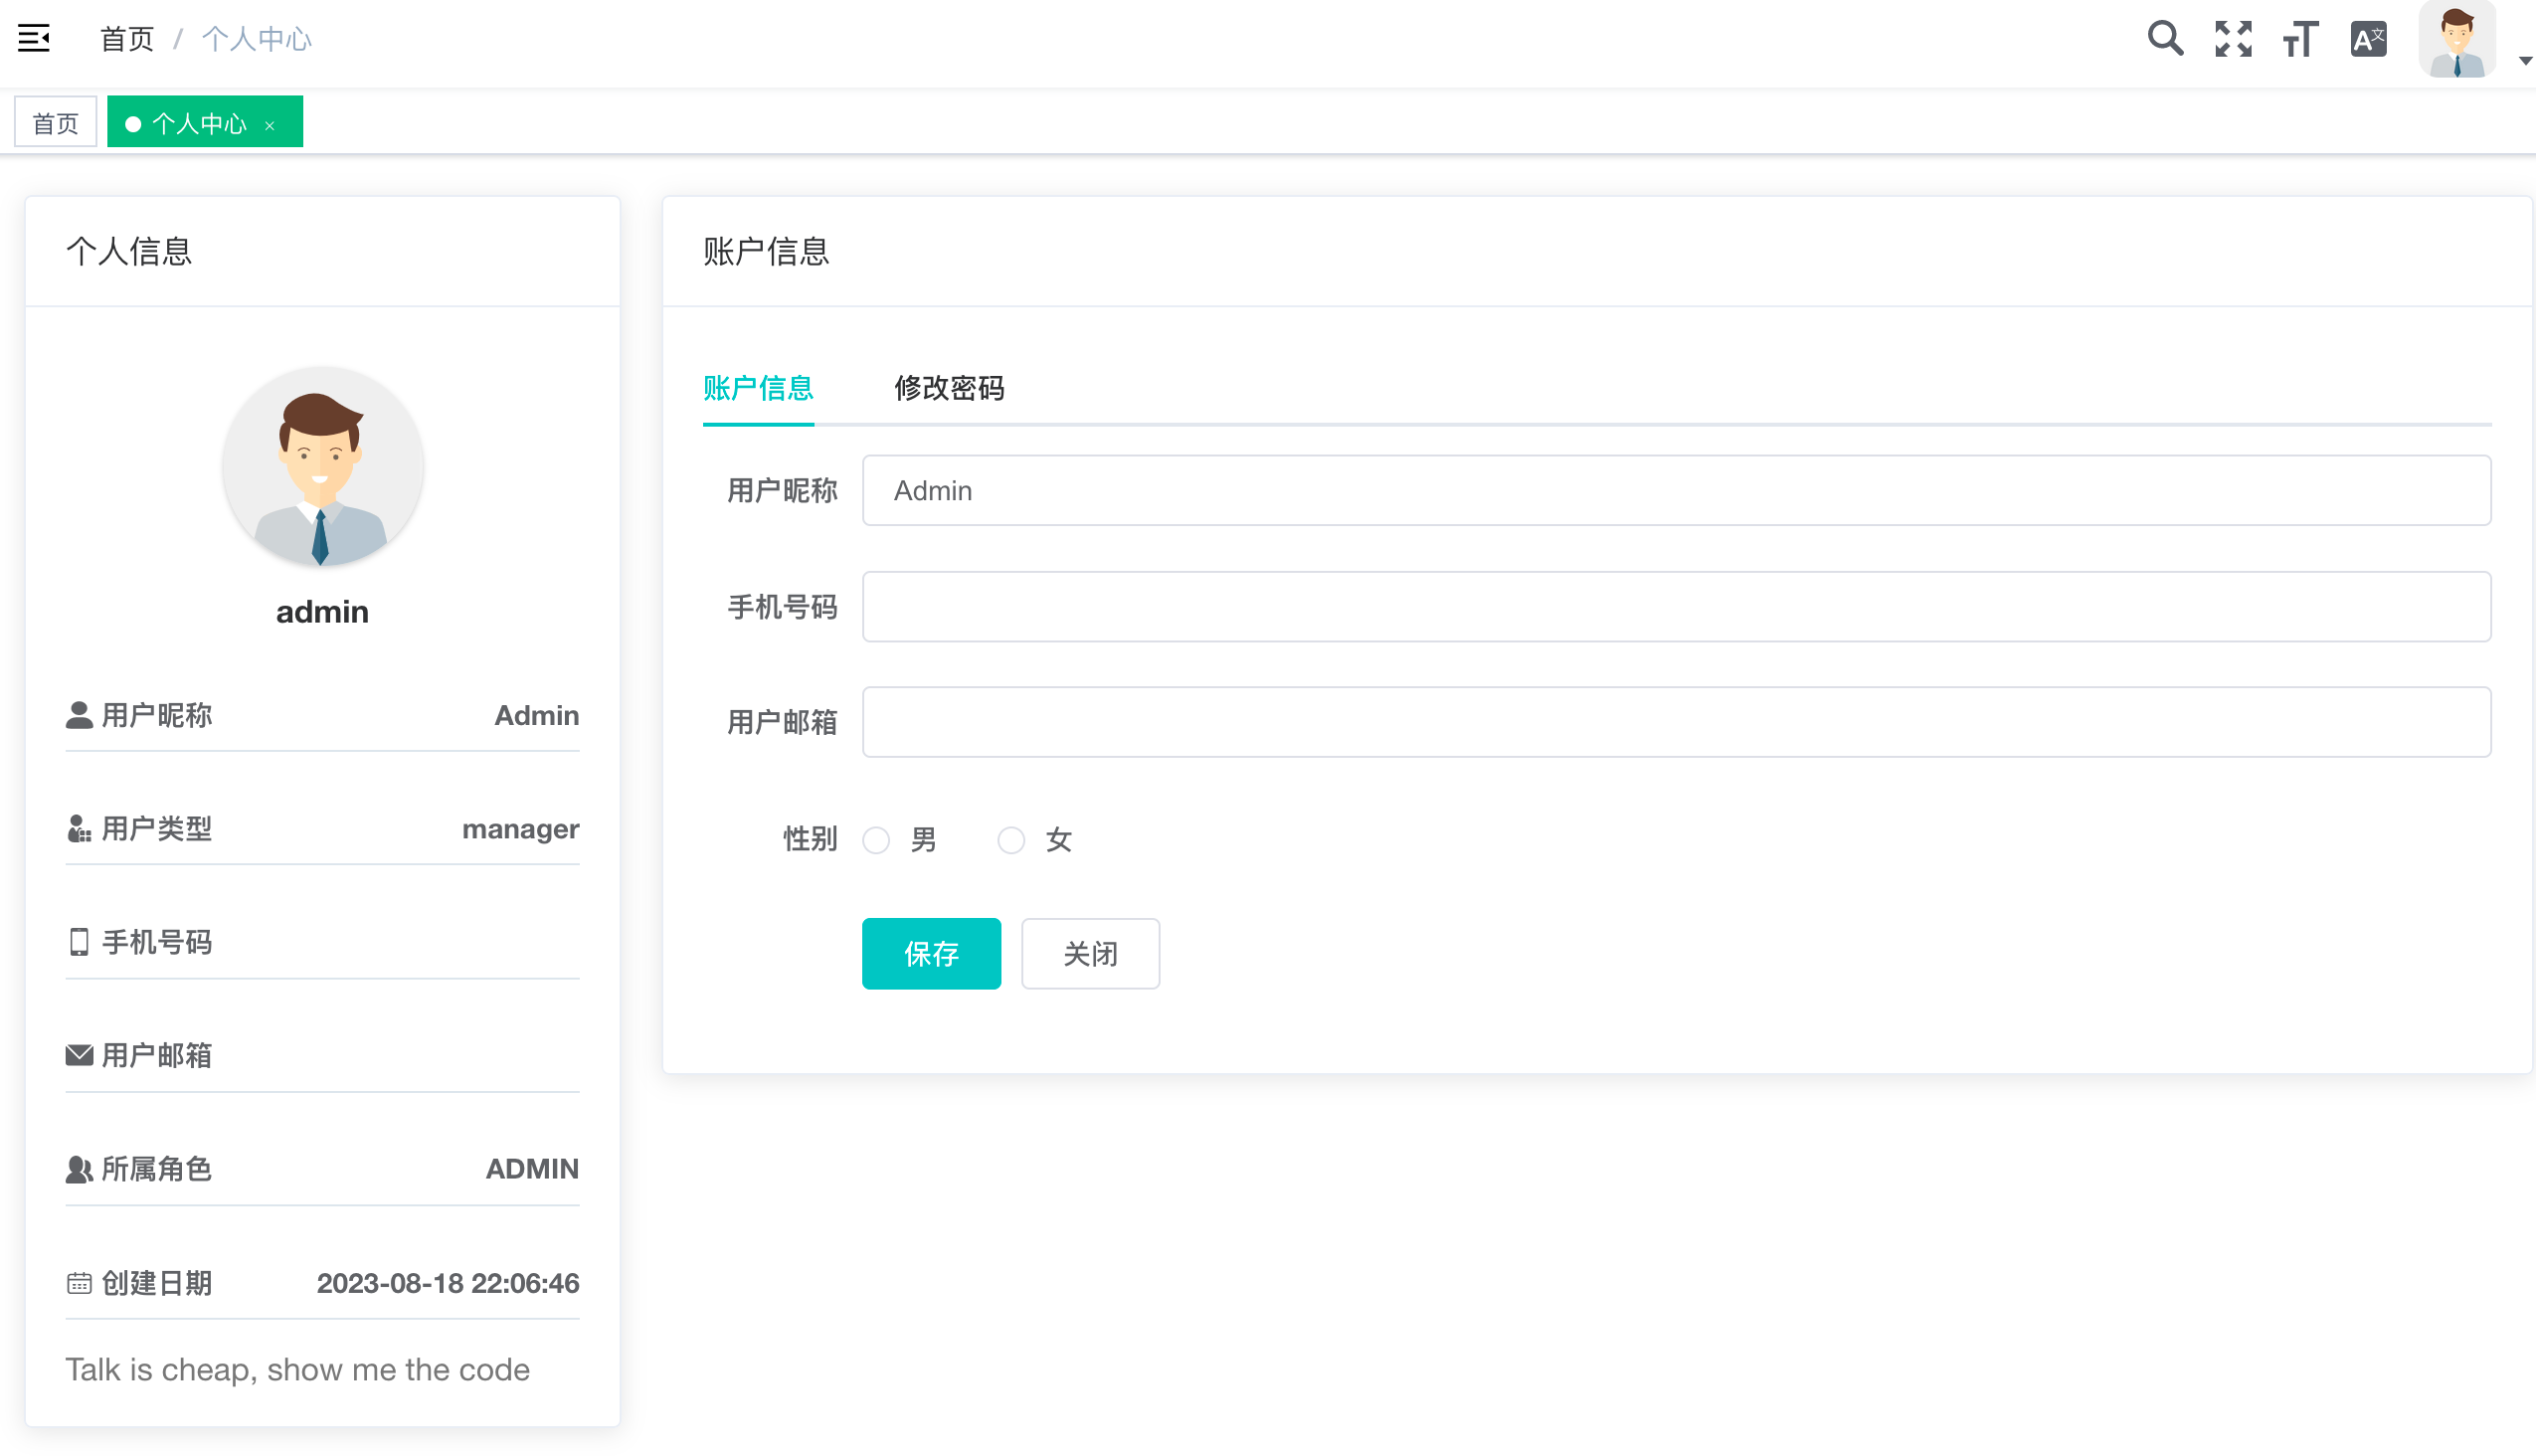 首页 / 个人中心
首页
个人中心 ×
个人信息
admin
用户昵称 Admin
用户类型 manager
手机号码
用户邮箱
所属角色 ADMIN
创建日期 2023-08-18 22:06:46
Talk is cheap, show me the code
账户信息
账户信息 修改密码
用户昵称 Admin
手机号码
用户邮箱
性别 男 女
保存 关闭